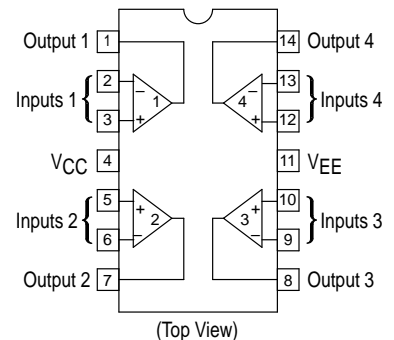 Output 1 1 14 Output 4
2 13
Inputs 1 − 1 + − 4 + Inputs 4
3 12
VCC 4 11 VEE
5 10
Inputs 2 + 2 − + 3 − Inputs 3
6 9
Output 2 7 8 Output 3
(Top View)